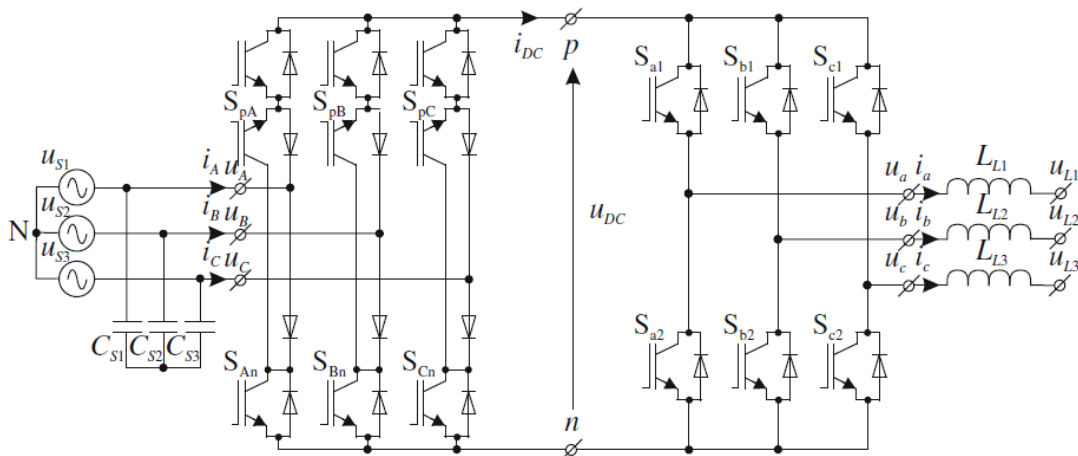 i_DC p
S_a1 S_b1 S_c1
S_pA S_pB S_pC
u_S1 i_A u_A
u_S2 i_B u_B
N
u_S3 i_C u_C
u_DC
u_a i_a L_L1 u_L1
u_b i_b L_L2 u_L2
u_c i_c L_L3 u_L3
C_S1 C_S2 C_S3
S_a2 S_b2 S_c2
S_An S_Bn S_Cn
n